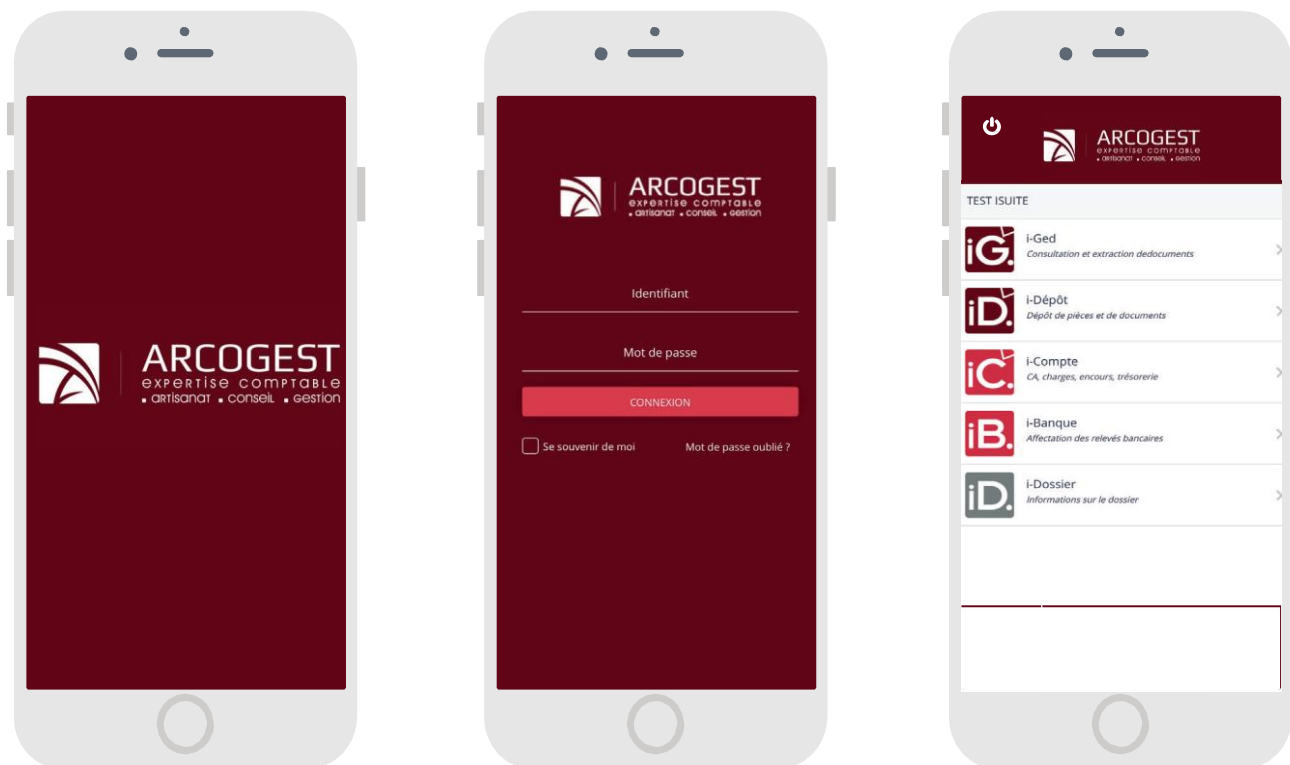 ARCOGEST
expertise comptable
. artisanat . conseil . gestion
ARCOGEST
expertise comptable
. artisanat . conseil . gestion
Identifiant
Mot de passe
CONNEXION
Se souvenir de moi
Mot de passe oublié ?
ARCOGEST
expertise comptable
. artisanat . conseil . gestion
TEST ISUITE
iG.
i-Ged
Consultation et extraction dedocuments
iD.
i-Dépôt
Dépôt de pièces et de documents
iC.
i-Compte
CA, charges, encours, trésorerie
iB.
i-Banque
Affectation des relevés bancaires
iD.
i-Dossier
Informations sur le dossier